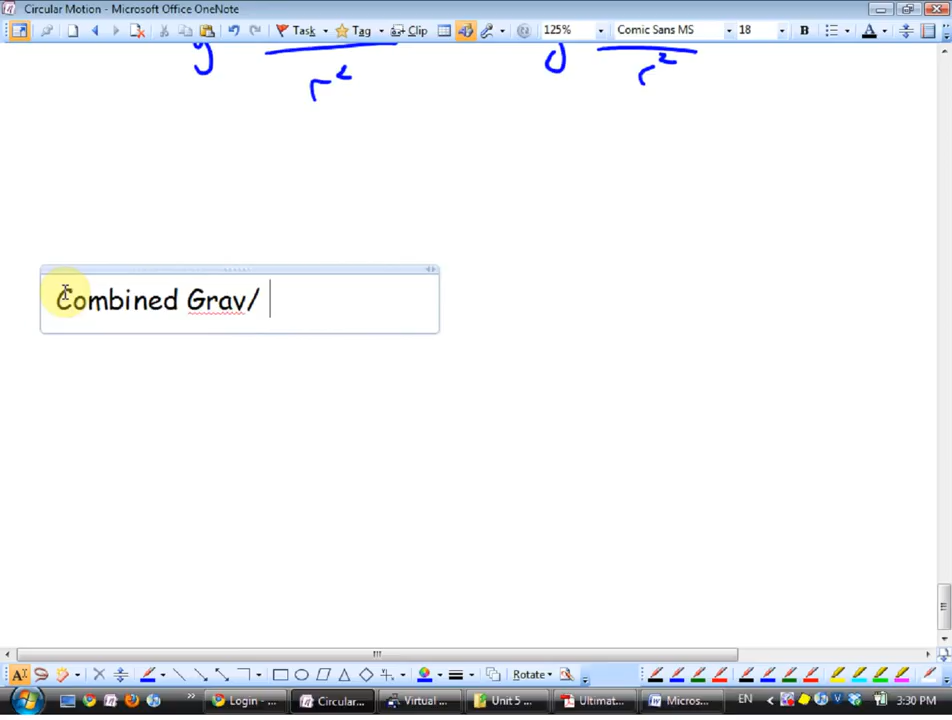 Circular Motion - Microsoft Office OneNote
Task Tag Clip 125% Comic Sans MS 18 B A
r² r²
Combined Grav/
Rotate
Login - ... Circular... Virtual ... Unit 5 ... Ultimat... Micros... EN 3:30 PM